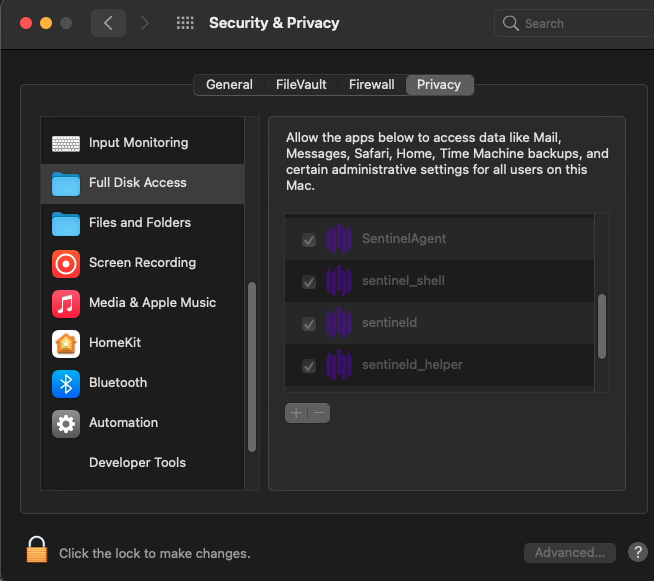 Security & Privacy
Search
General
FileVault
Firewall
Privacy
Input Monitoring
Full Disk Access
Files and Folders
Screen Recording
Media & Apple Music
HomeKit
Bluetooth
Automation
Developer Tools
Allow the apps below to access data like Mail,
Messages, Safari, Home, Time Machine backups, and
certain administrative settings for all users on this
Mac.
SentinelAgent
sentinel_shell
sentineld
sentineld_helper
+ −
Click the lock to make changes.
Advanced...
?